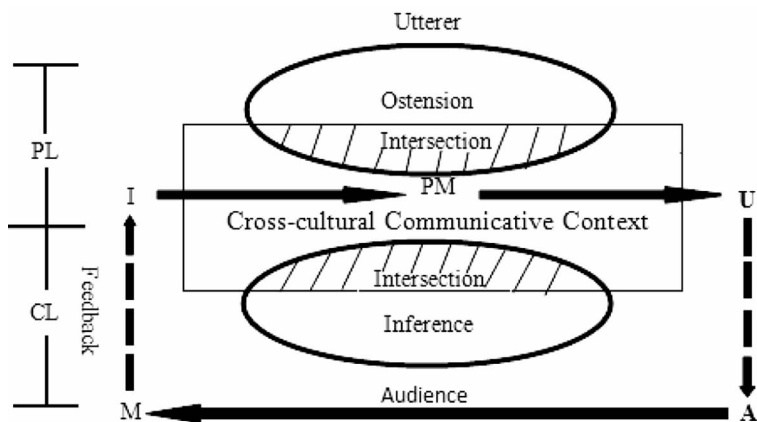 Utterer
Ostension
Intersection
PL
I
PM
U
Cross-cultural Communicative Context
Feedback
Intersection
CL
Inference
Audience
M
A